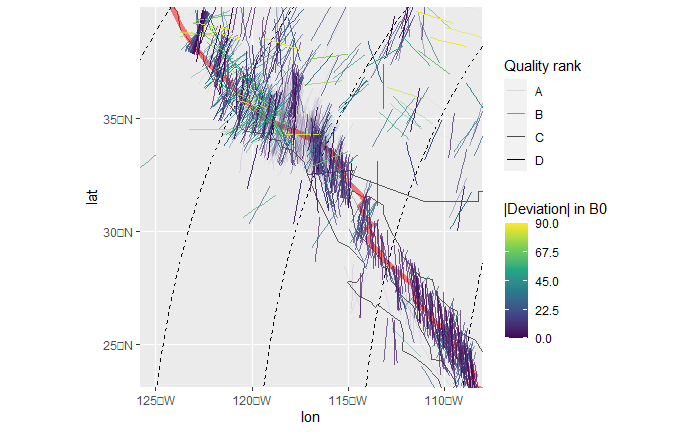 Quality rank
A
B
C
D
|Deviation| in B0
90.0
67.5
45.0
22.5
0.0
lat
35□N
30□N
25□N
125□W
120□W
115□W
110□W
lon